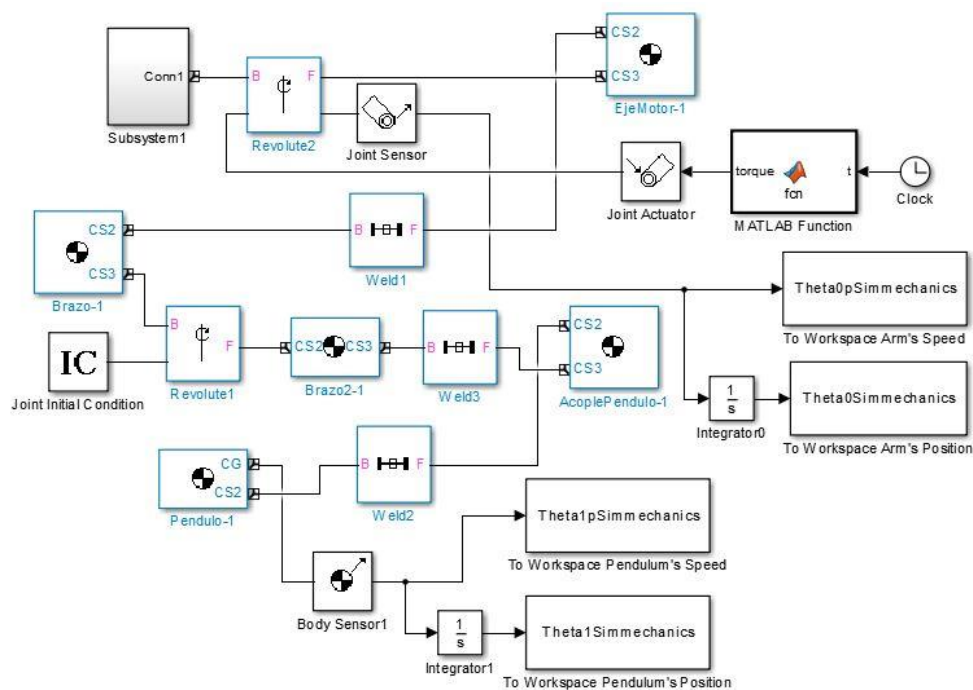 Conn1
Subsystem1
B F
Revolute2
Joint Sensor
CS2
CS3
EjeMotor-1
Joint Actuator
torque t
fcn
MATLAB Function
Clock
CS2
CS3
Brazo-1
B F
Weld1
Theta0pSimmechanics
To Workspace Arm's Speed
IC
Joint Initial Condition
B
F
Revolute1
CS2 CS3
Brazo2-1
B F
Weld3
CS2
CS3
AcoplePendulo-1
1
s
Integrator0
Theta0Simmechanics
To Workspace Arm's Position
CG
CS2
Pendulo-1
B F
Weld2
Theta1pSimmechanics
To Workspace Pendulum's Speed
Body Sensor1
1
s
Integrator1
Theta1Simmechanics
To Workspace Pendulum's Position